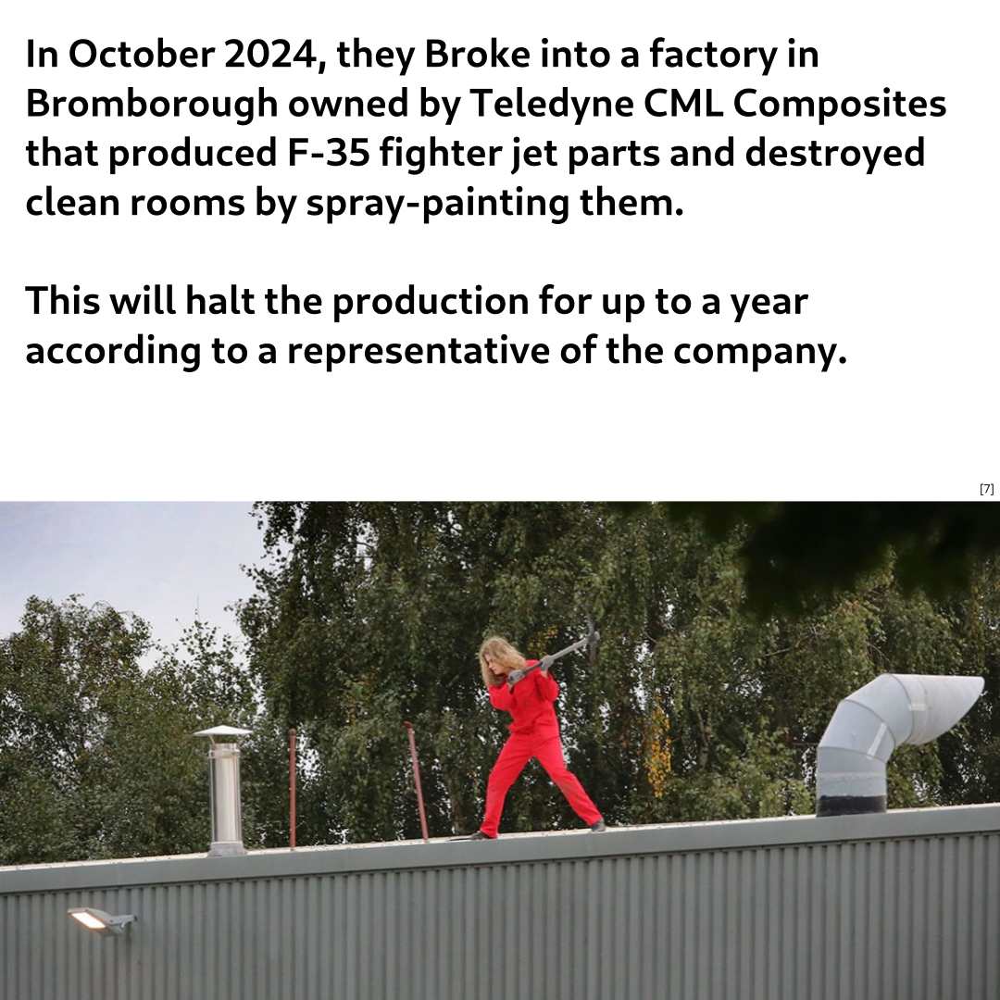 In October 2024, they Broke into a factory in
Bromborough owned by Teledyne CML Composites
that produced F-35 fighter jet parts and destroyed
clean rooms by spray-painting them.
This will halt the production for up to a year
according to a representative of the company.
[7]